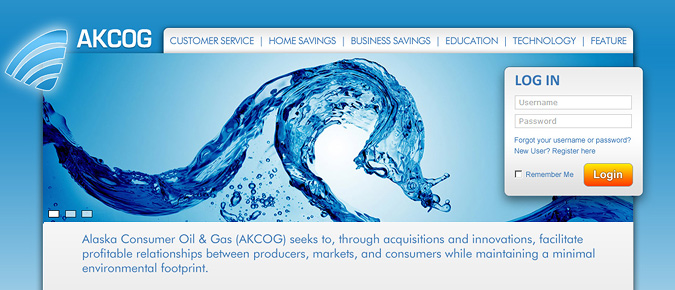 AKCOG
CUSTOMER SERVICE | HOME SAVINGS | BUSINESS SAVINGS | EDUCATION | TECHNOLOGY | FEATURE
LOG IN
Username
Password
Forgot your username or password?
New User? Register here
Remember Me
Login
Alaska Consumer Oil & Gas (AKCOG) seeks to, through acquisitions and innovations, facilitate
profitable relationships between producers, markets, and consumers while maintaining a minimal
environmental footprint.